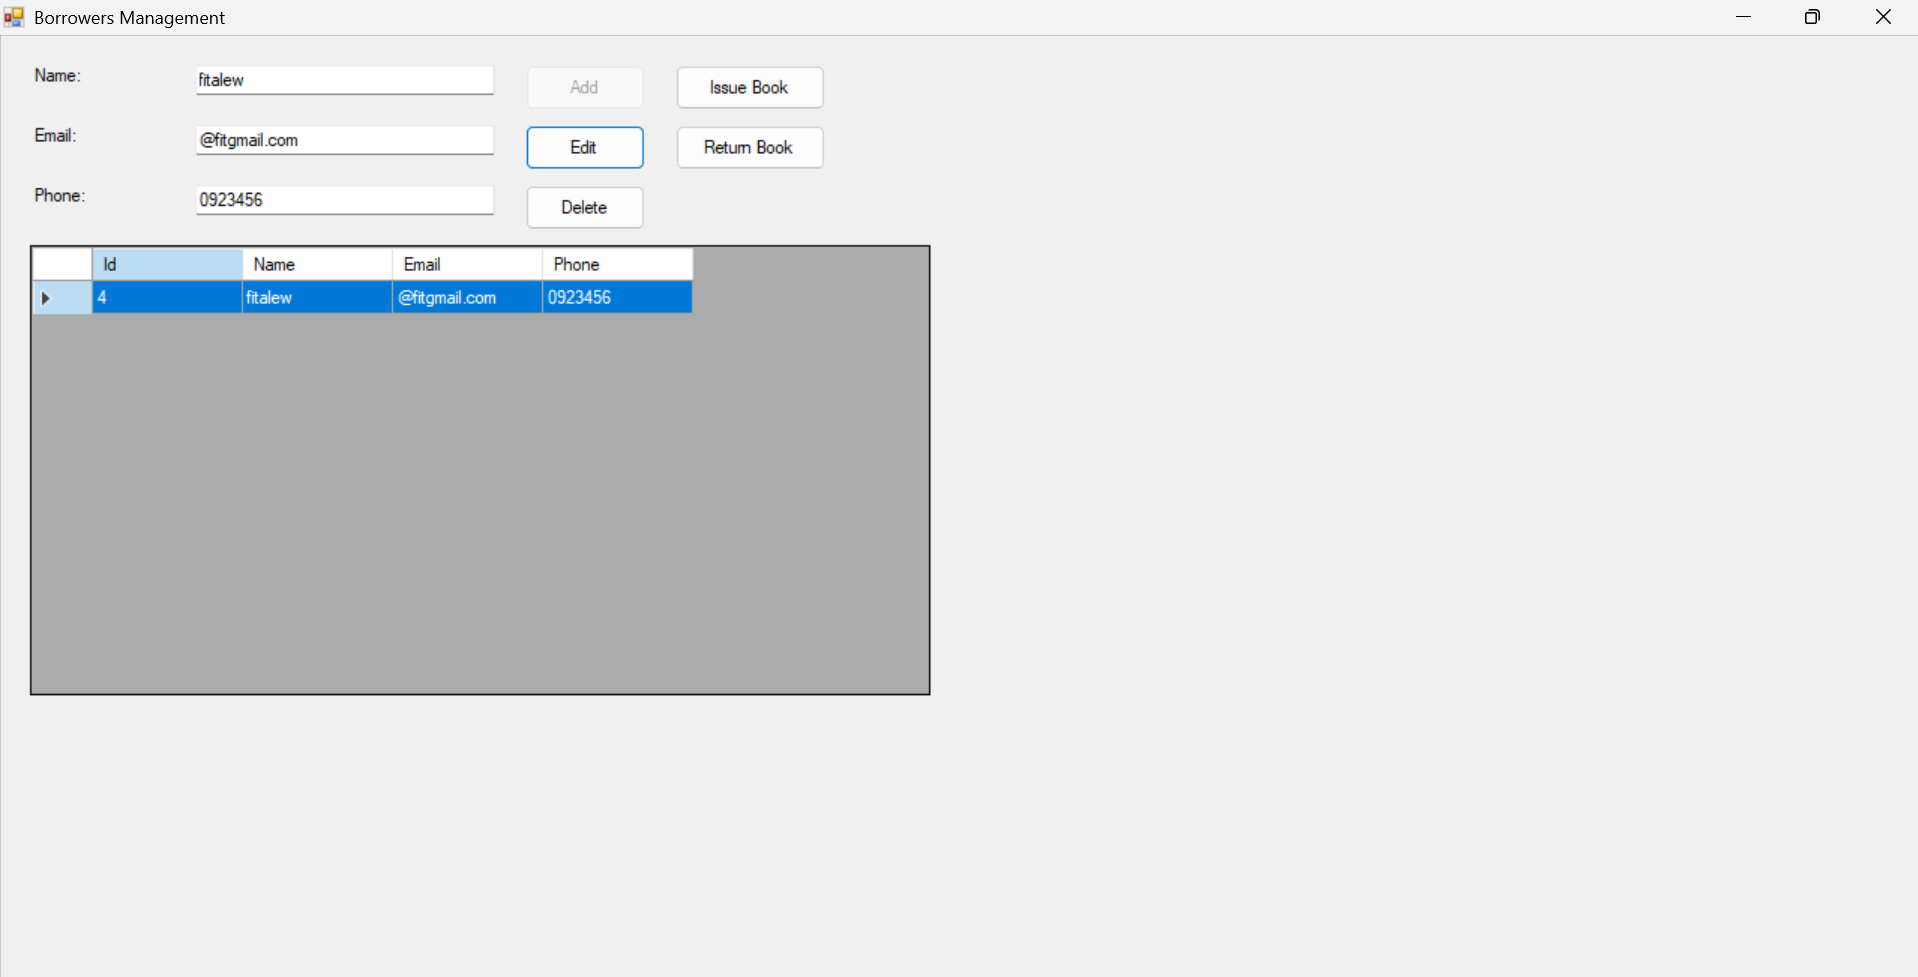 Borrowers Management
Name: fitalew Add Issue Book
Email: @fitgmail.com Edit Return Book
Phone: 0923456 Delete
Id Name Email Phone
4 fitalew @fitgmail.com 0923456